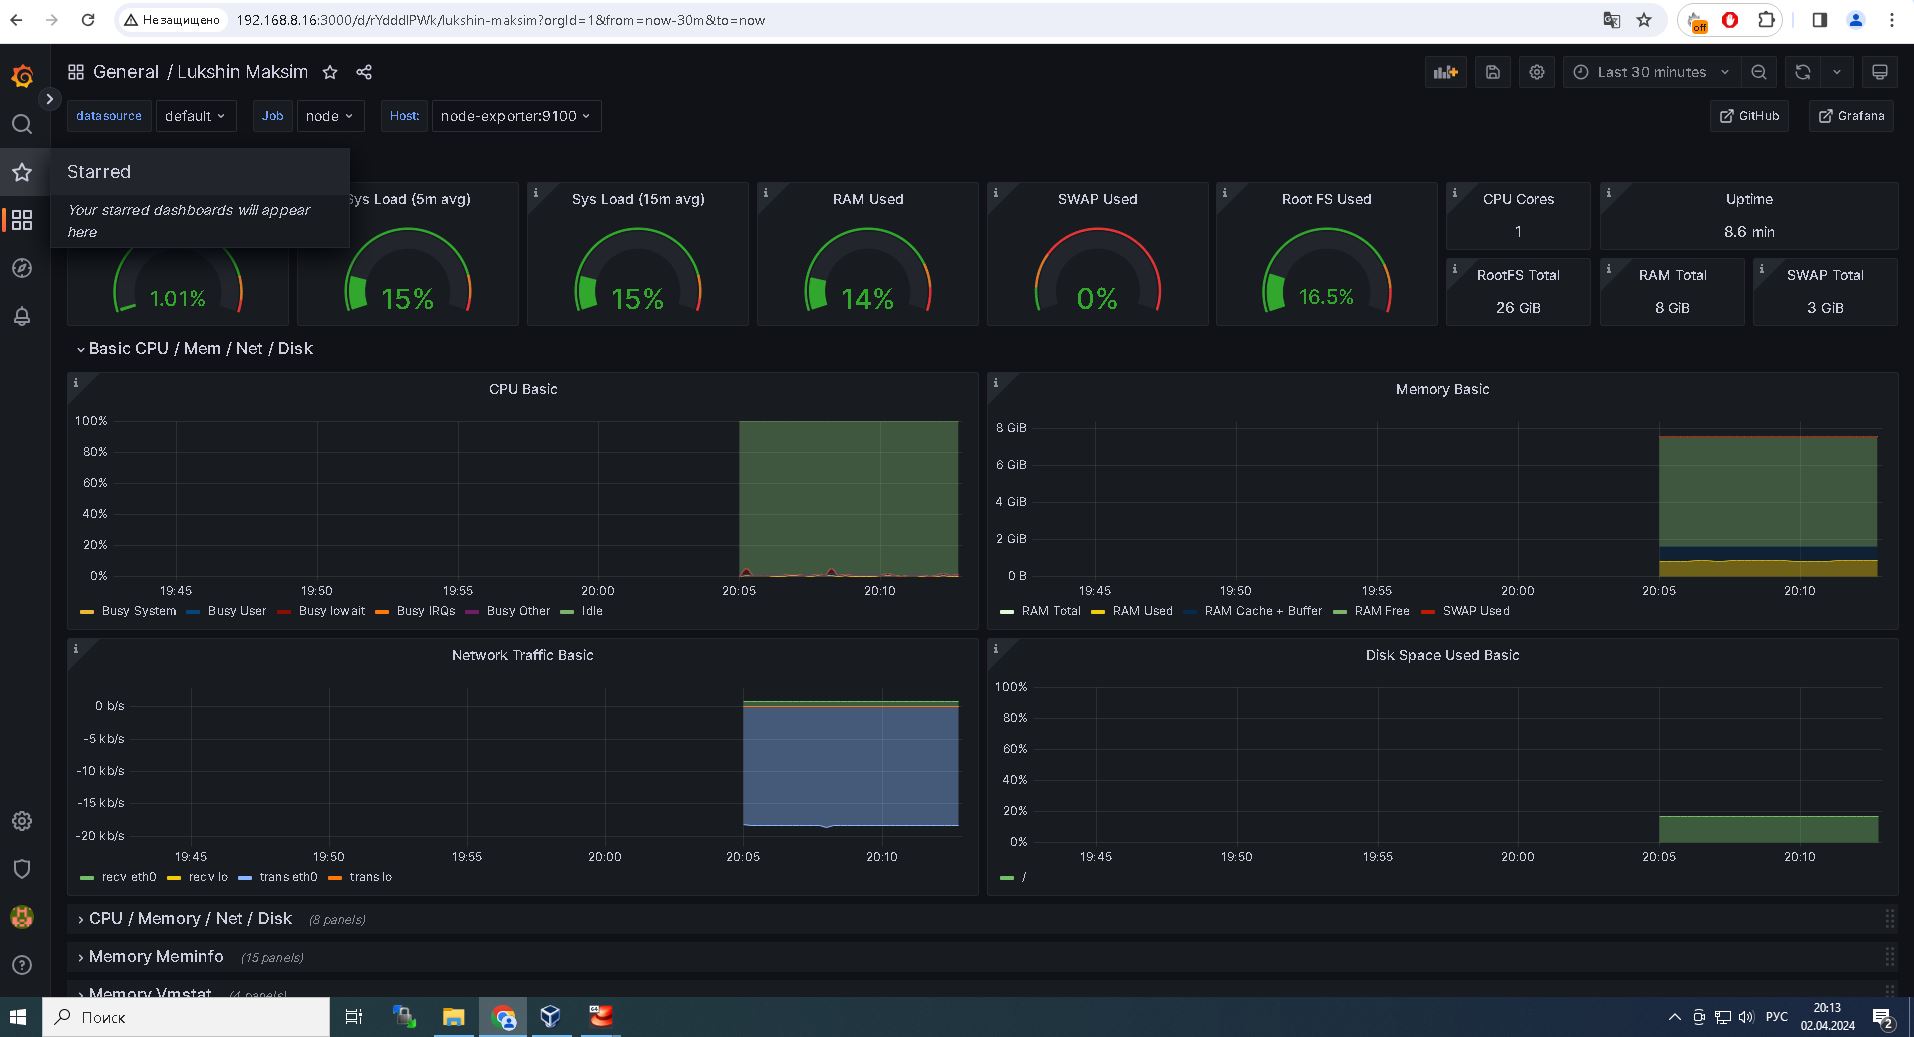 Не защищено 192.168.8.16:3000/d/rYdddlPWk/lukshin-maksim?orgId=1&from=now-30m&to=now
off
General / Lukshin Maksim
Last 30 minutes
datasource default Job node Host: node-exporter:9100
GitHub Grafana
Starred
Your starred dashboards will appear
here
Sys Load (5m avg)
15%
Sys Load (15m avg)
15%
RAM Used
14%
SWAP Used
0%
Root FS Used
16.5%
1.01%
CPU Cores
1
Uptime
8.6 min
RootFS Total
26 GiB
RAM Total
8 GiB
SWAP Total
3 GiB
Basic CPU / Mem / Net / Disk
CPU Basic
100%
80%
60%
40%
20%
0%
19:45 19:50 19:55 20:00 20:05 20:10
Busy System Busy User Busy Iowait Busy IRQs Busy Other Idle
Memory Basic
8 GiB
6 GiB
4 GiB
2 GiB
0 B
19:45 19:50 19:55 20:00 20:05 20:10
RAM Total RAM Used RAM Cache + Buffer RAM Free SWAP Used
Network Traffic Basic
0 b/s
-5 kb/s
-10 kb/s
-15 kb/s
-20 kb/s
19:45 19:50 19:55 20:00 20:05 20:10
recv eth0 recv lo trans eth0 trans lo
Disk Space Used Basic
100%
80%
60%
40%
20%
0%
19:45 19:50 19:55 20:00 20:05 20:10
/
CPU / Memory / Net / Disk (8 panels)
Memory Meminfo (15 panels)
Memory Vmstat (4 panels)
Поиск
РУС
20:13
02.04.2024
2